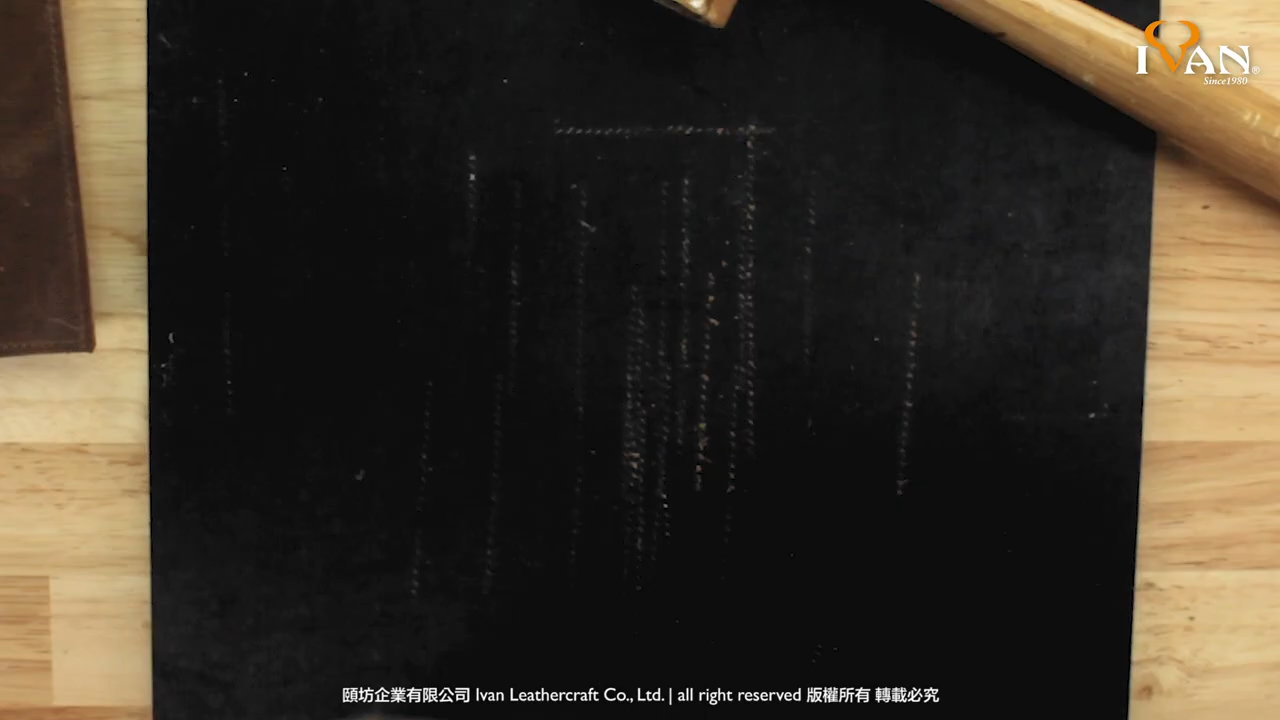 IVAN®
Since1980
頤坊企業有限公司 Ivan Leathercraft Co., Ltd. | all right reserved 版權所有 轉載必究